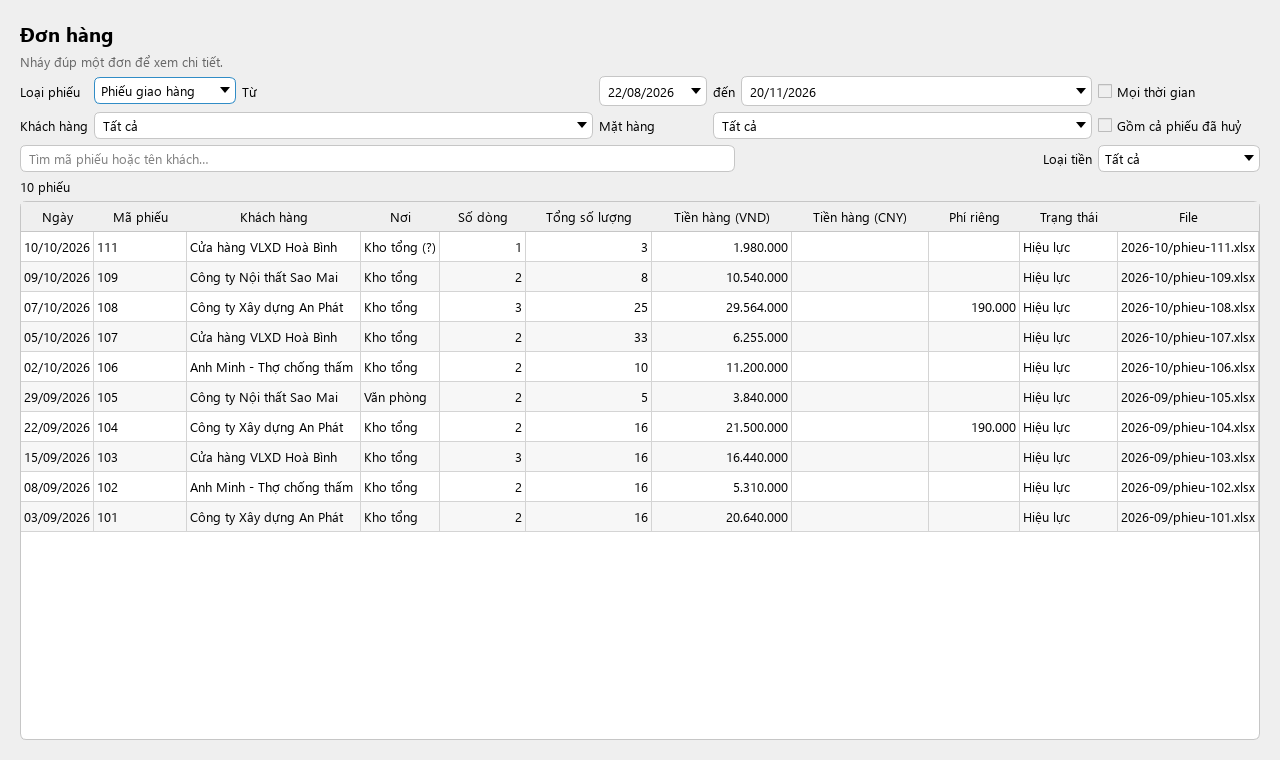 Đơn hàng
Nháy đúp một đơn để xem chi tiết.
Loại phiếu Phiếu giao hàng Từ 22/08/2026 đến 20/11/2026 Mọi thời gian
Khách hàng Tất cả Mặt hàng Tất cả Gồm cả phiếu đã huỷ
Tìm mã phiếu hoặc tên khách... Loại tiền Tất cả
10 phiếu
Ngày Mã phiếu Khách hàng Nơi Số dòng Tổng số lượng Tiền hàng (VND) Tiền hàng (CNY) Phí riêng Trạng thái File
10/10/2026 111 Cửa hàng VLXD Hoà Bình Kho tổng (?) 1 3 1.980.000 Hiệu lực 2026-10/phieu-111.xlsx
09/10/2026 109 Công ty Nội thất Sao Mai Kho tổng 2 8 10.540.000 Hiệu lực 2026-10/phieu-109.xlsx
07/10/2026 108 Công ty Xây dựng An Phát Kho tổng 3 25 29.564.000 190.000 Hiệu lực 2026-10/phieu-108.xlsx
05/10/2026 107 Cửa hàng VLXD Hoà Bình Kho tổng 2 33 6.255.000 Hiệu lực 2026-10/phieu-107.xlsx
02/10/2026 106 Anh Minh - Thợ chống thấm Kho tổng 2 10 11.200.000 Hiệu lực 2026-10/phieu-106.xlsx
29/09/2026 105 Công ty Nội thất Sao Mai Văn phòng 2 5 3.840.000 Hiệu lực 2026-09/phieu-105.xlsx
22/09/2026 104 Công ty Xây dựng An Phát Kho tổng 2 16 21.500.000 190.000 Hiệu lực 2026-09/phieu-104.xlsx
15/09/2026 103 Cửa hàng VLXD Hoà Bình Kho tổng 3 16 16.440.000 Hiệu lực 2026-09/phieu-103.xlsx
08/09/2026 102 Anh Minh - Thợ chống thấm Kho tổng 2 16 5.310.000 Hiệu lực 2026-09/phieu-102.xlsx
03/09/2026 101 Công ty Xây dựng An Phát Kho tổng 2 16 20.640.000 Hiệu lực 2026-09/phieu-101.xlsx